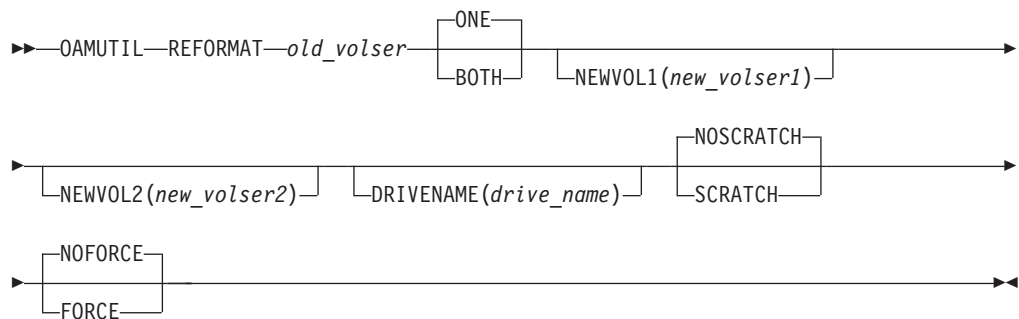 ONE
OAMUTIL REFORMAT old_volser
BOTH
NEWVOL1(new_volser1)
NOSCRATCH
NEWVOL2(new_volser2)
DRIVENAME(drive_name)
SCRATCH
NOFORCE
FORCE